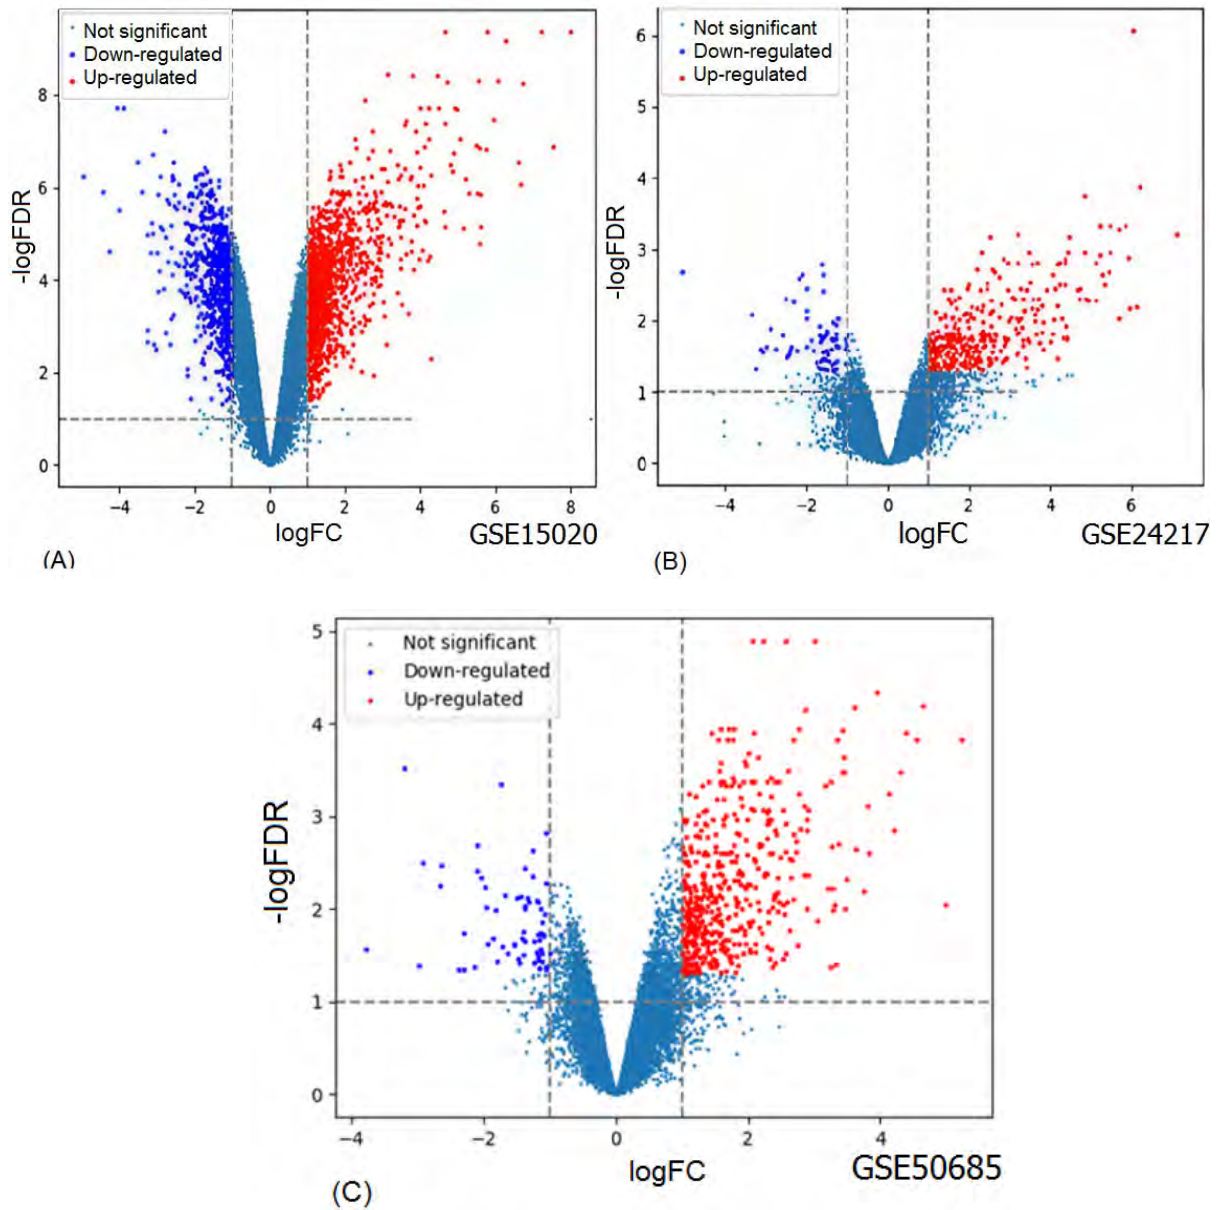 Not significant
Down-regulated
Up-regulated
8
6
4
2
0
-logFDR
−4
−2
0
2
4
6
8
logFC
GSE15020
(A)
Not significant
Down-regulated
Up-regulated
6
5
4
3
2
1
0
-logFDR
−4
−2
0
2
4
6
logFC
GSE24217
(B)
Not significant
Down-regulated
Up-regulated
5
4
3
2
1
0
-logFDR
−4
−2
0
2
4
logFC
GSE50685
(C)